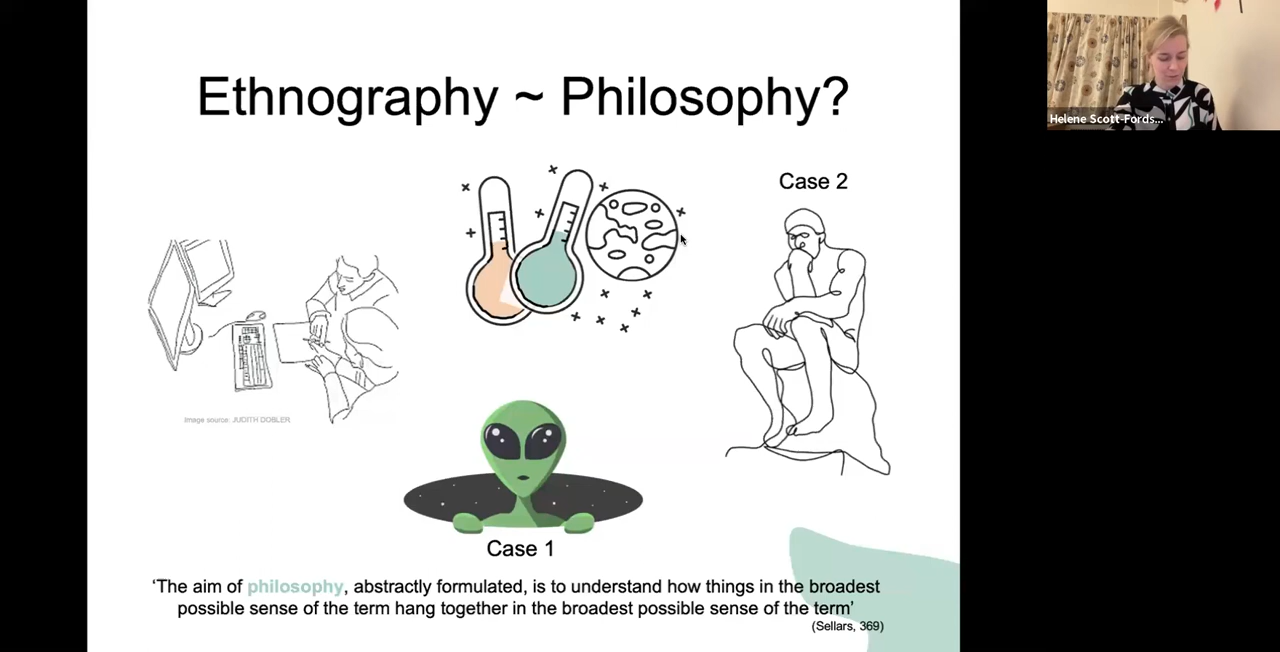 Ethnography ~ Philosophy?
Helene Scott-Fords...
Case 2
Image source: JUDITH DOBLER
Case 1
‘The aim of philosophy, abstractly formulated, is to understand how things in the broadest
possible sense of the term hang together in the broadest possible sense of the term’
(Sellars, 369)